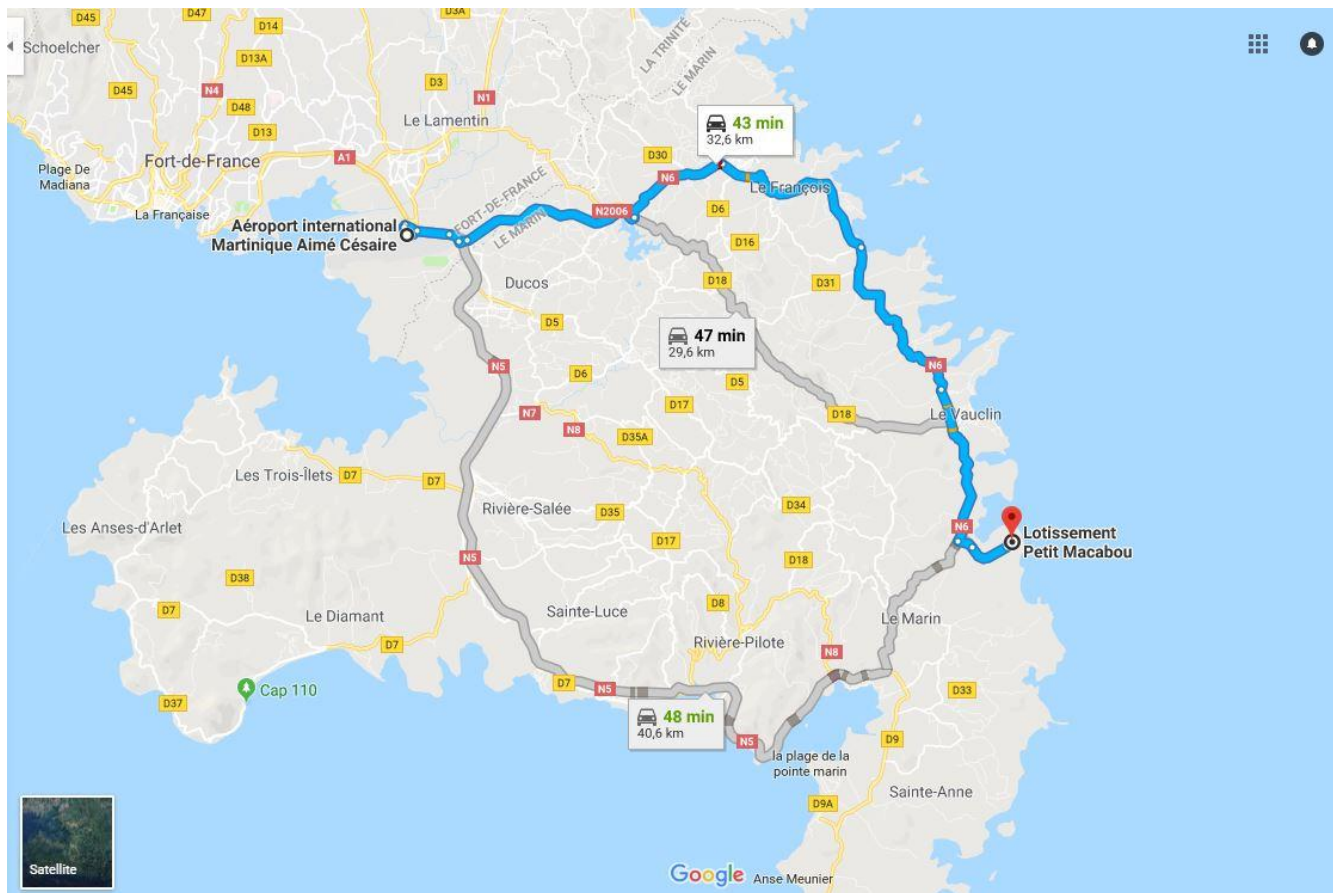 D45
D47
D14
D3A
Schoelcher
D13A
LA TRINITÉ
LE MARIN
D45
N4
D3
N1
D48
Le Lamentin
43 min
32,6 km
D13
Fort-de-France
A1
D30
Plage De
Madiana
N6
Le François
La Française
FORT-DE-FRANCE
LE MARIN
N2006
D6
Aéroport international
Martinique Aimé Césaire
D16
Ducos
D18
D31
D5
47 min
29,6 km
N5
D6
D5
N6
D17
N7
D18
Le Vauclin
N8
D35A
Les Trois-Îlets
D7
D7
Rivière-Salée
D35
D34
Les Anses-d'Arlet
N6
Lotissement
Petit Macabou
D17
N5
D18
D38
D7
Le Diamant
Sainte-Luce
D8
Le Marin
D7
Rivière-Pilote
N8
Cap 110
D7
N5
D33
D37
48 min
40,6 km
N5
D9
la plage de la
pointe marin
Sainte-Anne
D9A
Satellite
Google
Anse Meunier